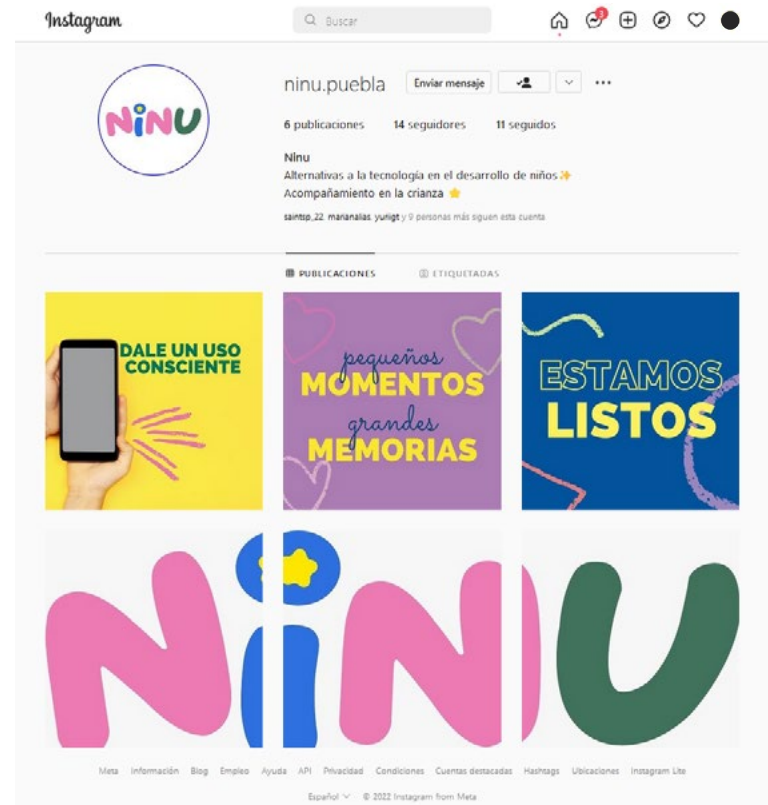 Instagram
Buscar
3
NiNU
ninu.puebla Enviar mensaje
6 publicaciones 14 seguidores 11 seguidos
Ninu
Alternativas a la tecnología en el desarrollo de niños✨
Acompañamiento en la crianza ⭐
saintsp_22, marianalias, yuriigt y 9 personas más siguen esta cuenta
PUBLICACIONES ETIQUETADAS
DALE UN USO
CONSCIENTE
pequeños
MOMENTOS
grandes
MEMORIAS
ESTAMOS
LISTOS
NiNU
Meta Información Blog Empleo Ayuda API Privacidad Condiciones Cuentas destacadas Hashtags Ubicaciones Instagram Lite
Español © 2022 Instagram from Meta